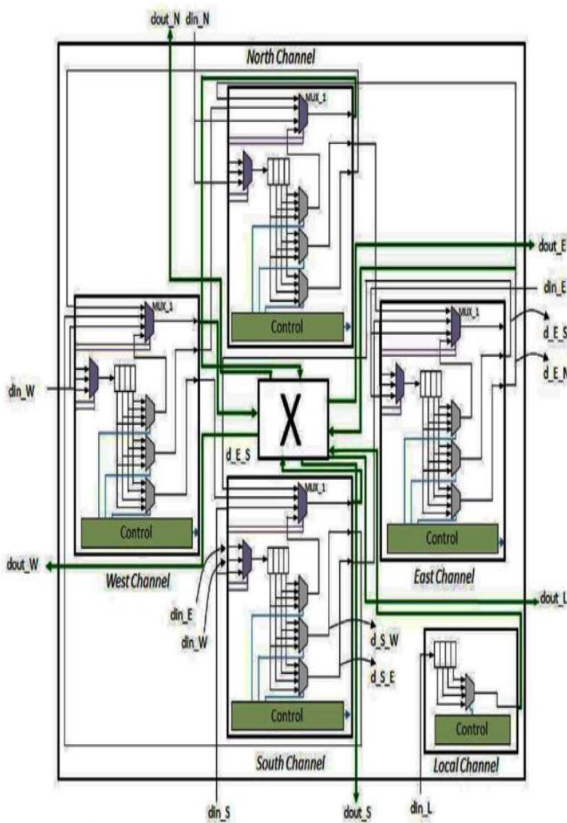 dout_N din_N
North Channel
MUX_1
Control
dout_E
din_E
MUX_1
d_E_S
d_E_N
Control
East Channel
MUX_1
din_W
Control
West Channel
dout_W
X
d_E_S
MUX_1
din_E
din_W
d_S_W
d_S_E
Control
South Channel
dout_L
Control
Local Channel
din_S
dout_S
din_L